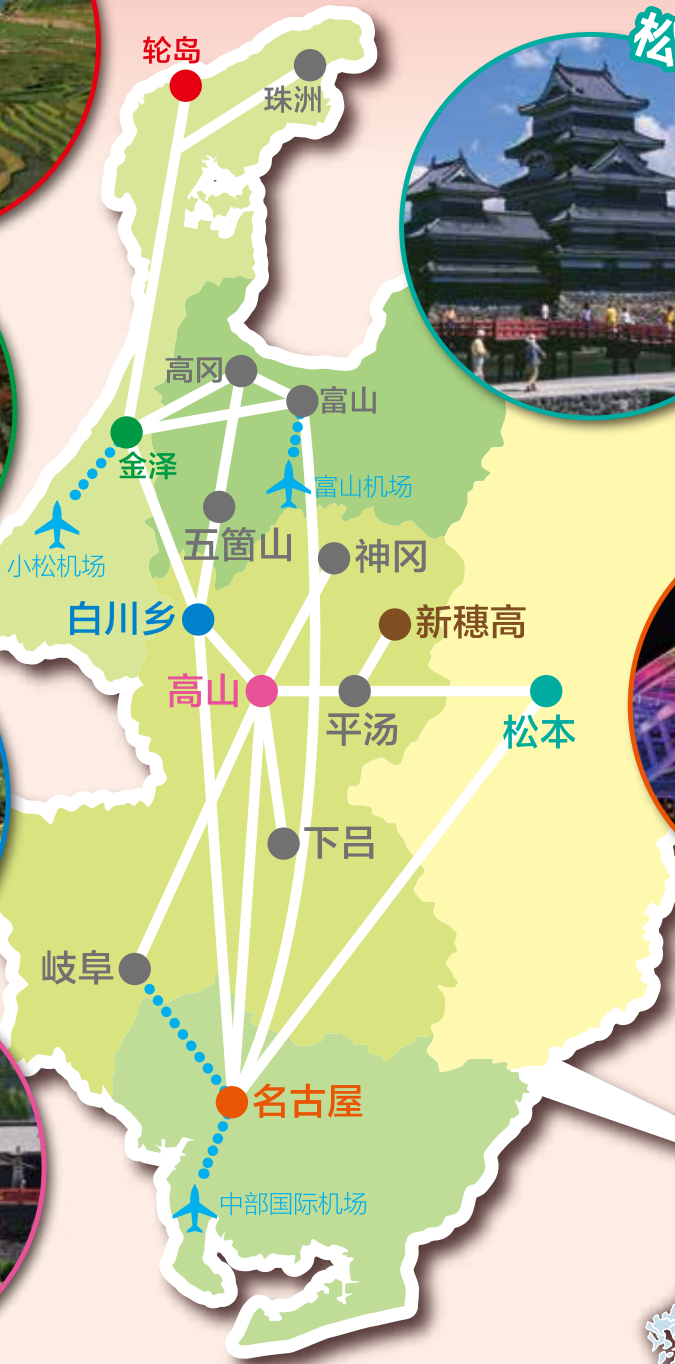 松
轮岛
珠洲
高冈
富山
金泽
富山机场
五箇山
小松机场
神冈
白川乡
新穗高
高山
平汤
松本
下吕
岐阜
名古屋
中部国际机场